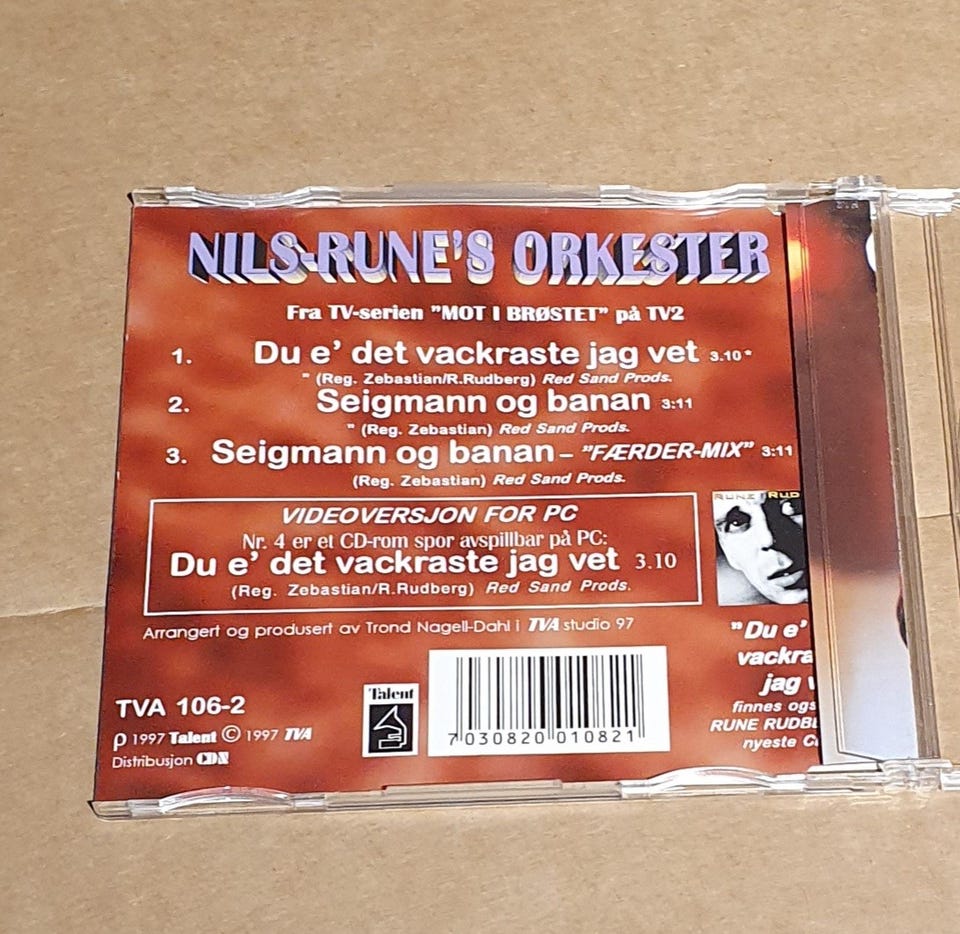 NILS-RUNE'S ORKESTER
Fra TV-serien "MOT I BRØSTET" på TV2
1. Du e' det vackraste jag vet 3.10 *
" (Reg. Zebastian/R.Rudberg) Red Sand Prods.
2. Seigmann og banan 3:11
" (Reg. Zebastian) Red Sand Prods.
3. Seigmann og banan – "FÆRDER-MIX" 3:11
(Reg. Zebastian) Red Sand Prods.
VIDEOVERSJON FOR PC
Nr. 4 er et CD-rom spor avspillbar på PC:
Du e' det vackraste jag vet 3.10
(Reg. Zebastian/R.Rudberg) Red Sand Prods.
RUNE RUD
Arrangert og produsert av Trond Nagell-Dahl i TVA studio 97
"Du e'
vackra
jag
finnes ogs
RUNE RUDBE
nyeste C
TVA 106-2
℗ 1997 Talent © 1997 TVA
Distribusjon CDN
Talent
7 030820 010821